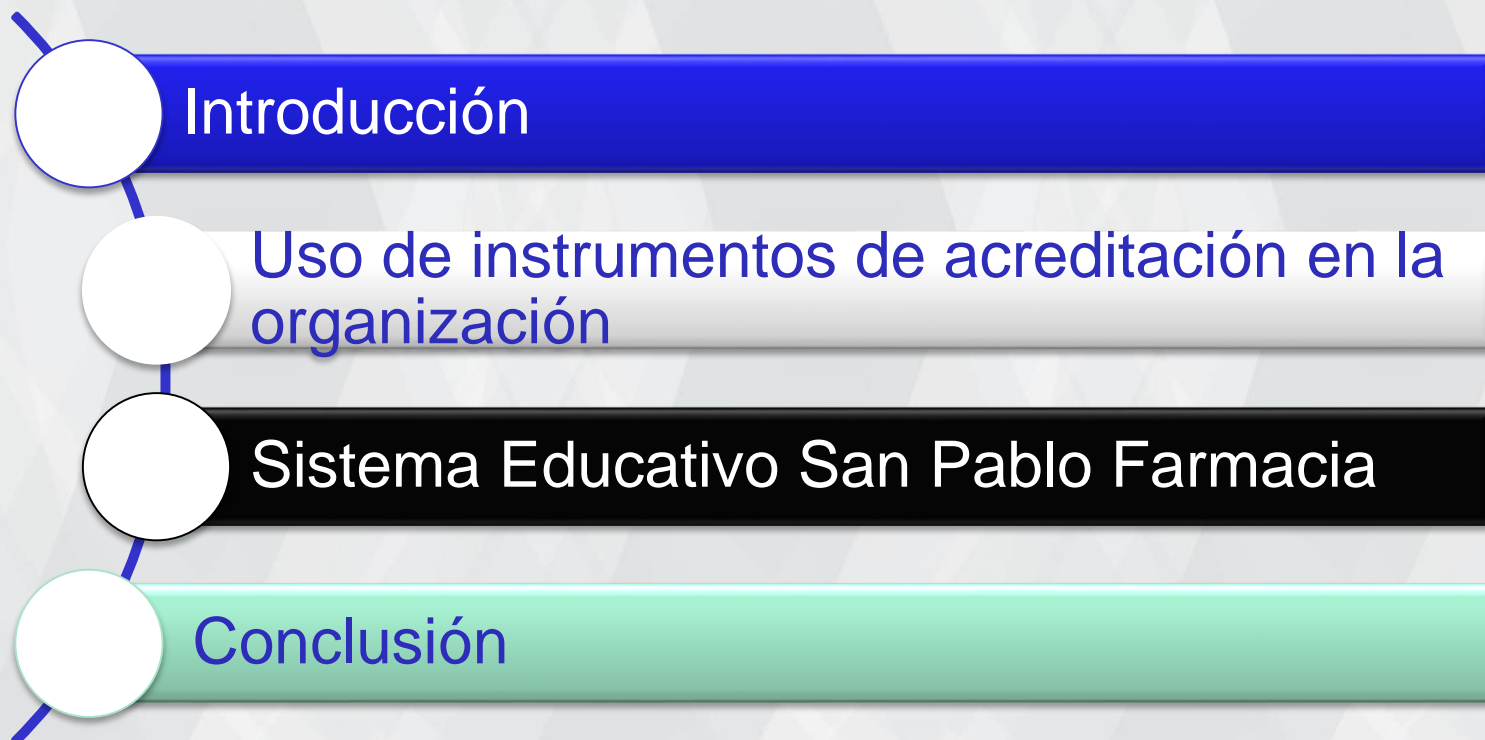 Introducción
Uso de instrumentos de acreditación en la
organización
Sistema Educativo San Pablo Farmacia
Conclusión